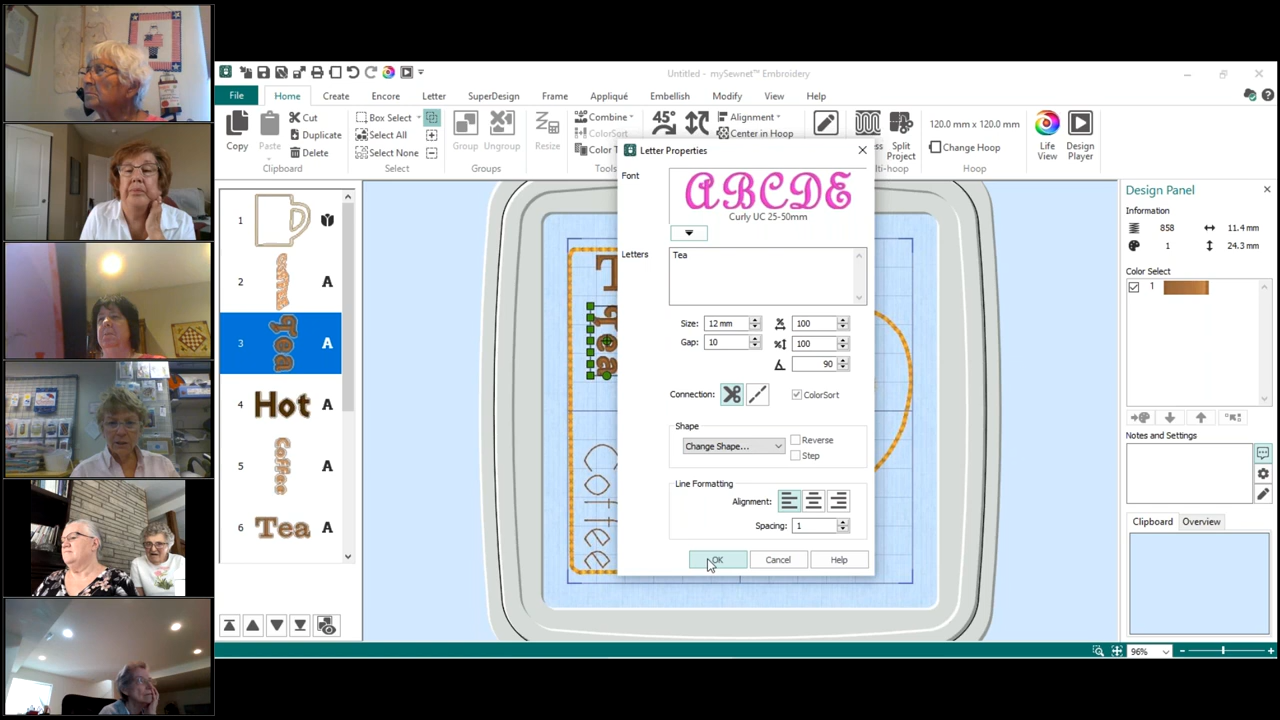 Untitled - mySewnet™ Embroidery
File Home Create Encore Letter SuperDesign Frame Appliqué Embellish Modify View Help
Copy
Paste
Cut
Duplicate
Delete
Clipboard
Box Select
Select All
Select None
Select
Group
Ungroup
Groups
Resize
Combine
ColorSort
Color T
Tools
45°
Alignment
Center in Hoop
Split
Project
ulti-hoop
120.0 mm x 120.0 mm
Change Hoop
Hoop
Life
View
Design
Player
1
2
3 Tea A
4 Hot A
5 Coffee A
6 Tea A
Tea
Coffee
Letter Properties
Font
ABCDE
Curly UC 25-50mm
Letters
Tea
Size: 12 mm 100
Gap: 10 100
90
Connection: ColorSort
Shape
Change Shape... Reverse
Step
Line Formatting
Alignment:
Spacing: 1
OK Cancel Help
Design Panel
Information
858 11.4 mm
1 24.3 mm
Color Select
1
Notes and Settings
Clipboard Overview
96%